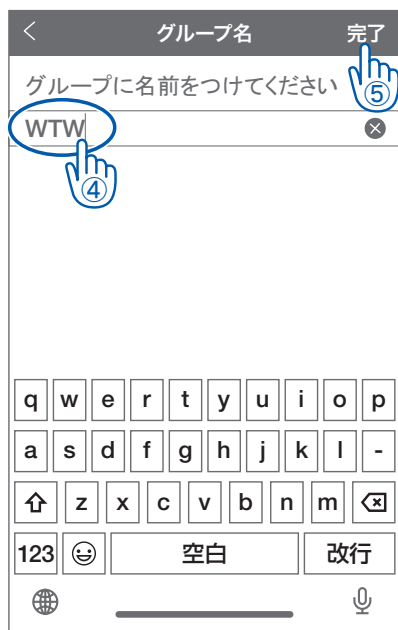 < グループ名 完了
グループに名前をつけてください
⑤
WTW
④
q w e r t y u i o p
a s d f g h j k l -
z x c v b n m
123 空白 改行